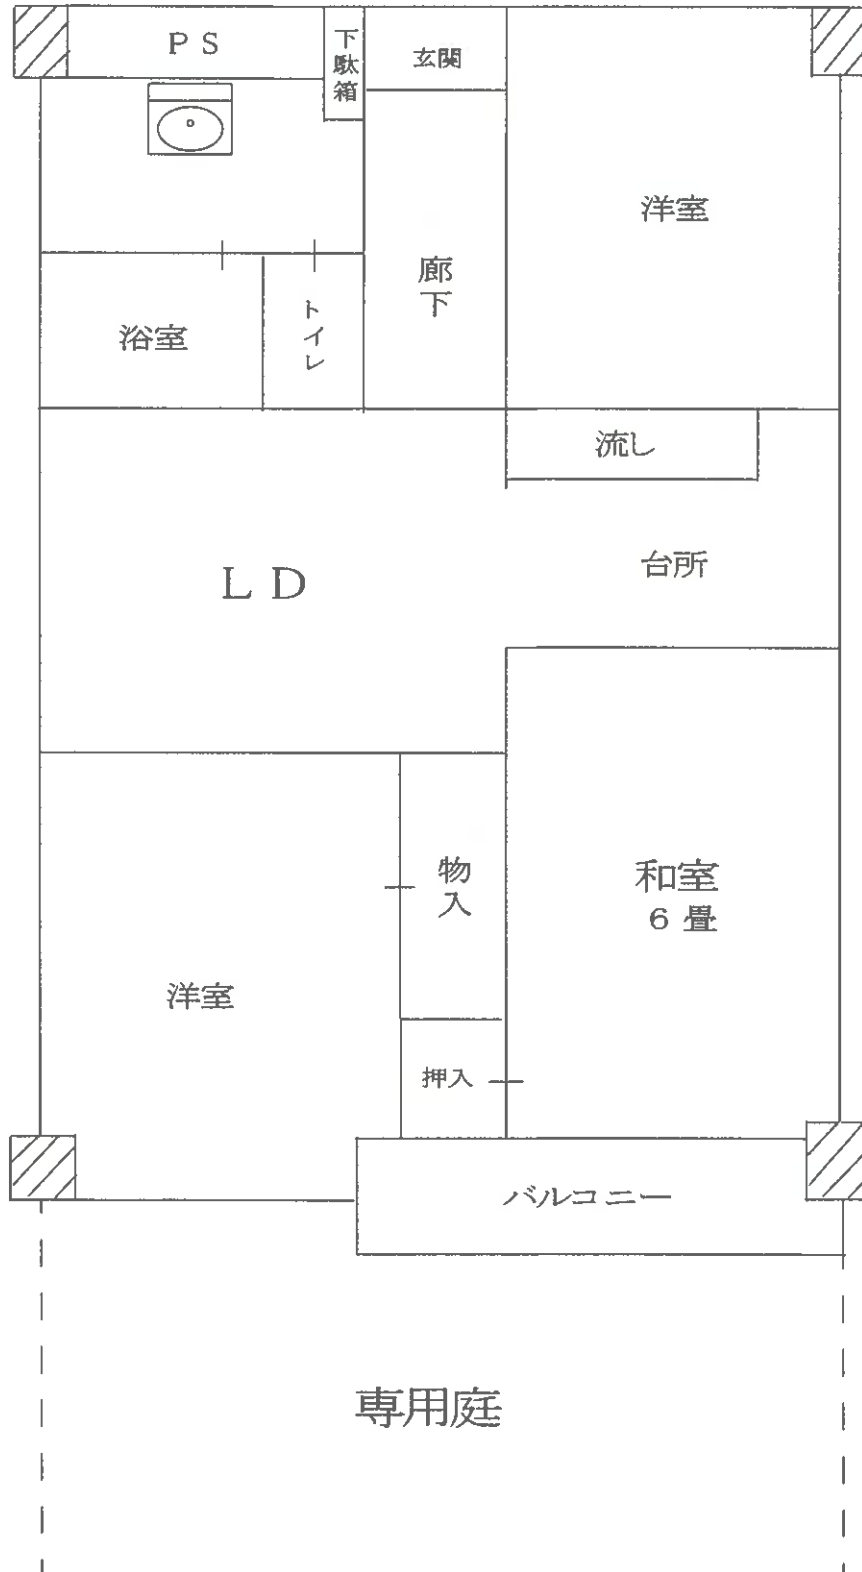 ＰＳ
下駄箱
玄関
洋室
廊下
浴室
トイレ
流し
ＬＤ
台所
物入
和室
６畳
洋室
押入
バルコニー
専用庭